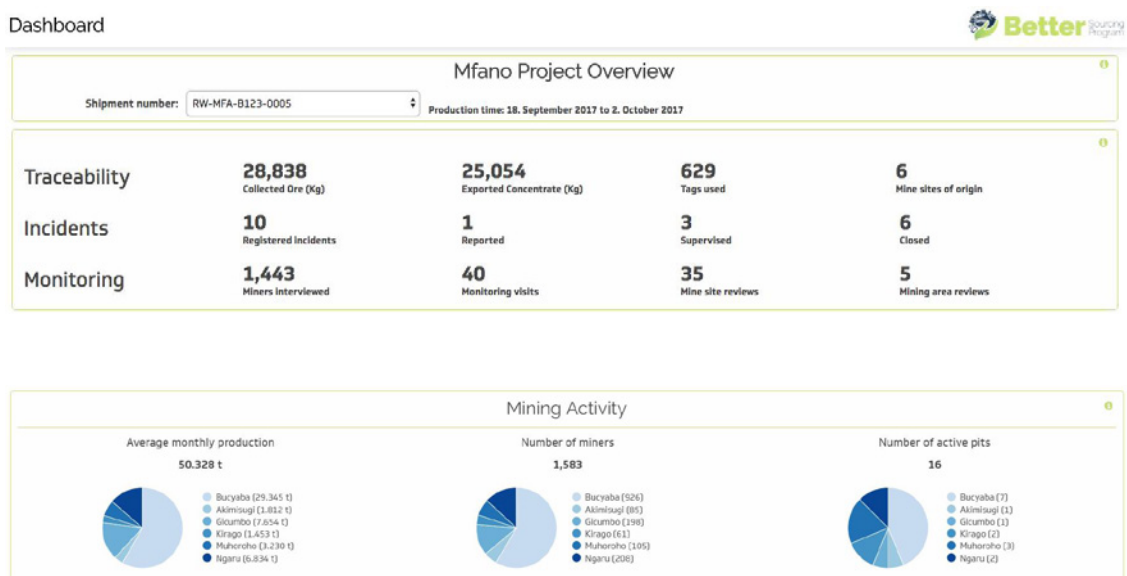 Dashboard
Better Sourcing Program
Mfano Project Overview
Shipment number: RW-MFA-B123-0005
Production time: 18. September 2017 to 2. October 2017
Traceability
28,838
Collected Ore (Kg)
25,054
Exported Concentrate (Kg)
629
Tags used
6
Mine sites of origin
Incidents
10
Registered incidents
1
Reported
3
Supervised
6
Closed
Monitoring
1,443
Miners interviewed
40
Monitoring visits
35
Mine site reviews
5
Mining area reviews
Mining Activity
Average monthly production
50.328 t
Bucyaba (29.345 t)
Akimisugi (1.812 t)
Gicumbo (7.654 t)
Kirago (1.453 t)
Muhoroho (3.230 t)
Ngaru (6.834 t)
Number of miners
1,583
Bucyaba (926)
Akimisugi (85)
Gicumbo (198)
Kirago (61)
Muhoroho (105)
Ngaru (208)
Number of active pits
16
Bucyaba (7)
Akimisugi (1)
Gicumbo (1)
Kirago (2)
Muhoroho (3)
Ngaru (2)